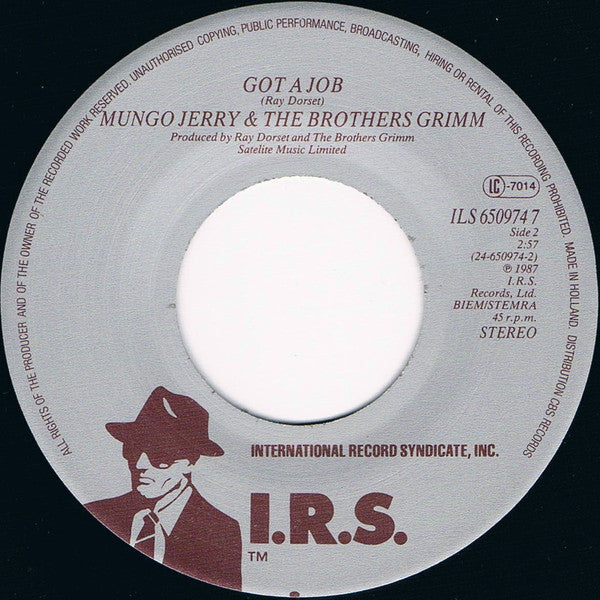 ALL RIGHTS OF THE PRODUCER AND OF THE OWNER OF THE RECORDED WORK RESERVED. UNAUTHORISED COPYING, PUBLIC PERFORMANCE, BROADCASTING, HIRING OR RENTAL OF THIS RECORDING PROHIBITED. MADE IN HOLLAND. DISTRIBUTION CBS RECORDS
GOT A JOB
(Ray Dorset)
MUNGO JERRY & THE BROTHERS GRIMM
Produced by Ray Dorset and The Brothers Grimm
Satelite Music Limited
LC-7014
ILS 650974 7
Side 2
2:57
(24-650974-2)
℗ 1987
I.R.S.
Records, Ltd.
BIEM/STEMRA
45 r.p.m.
STEREO
INTERNATIONAL RECORD SYNDICATE, INC.
I.R.S.
TM